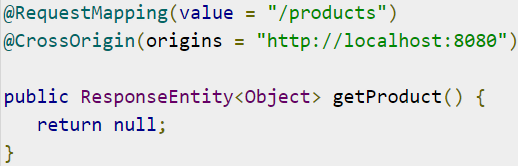 @RequestMapping(value = "/products")
@CrossOrigin(origins = "http://localhost:8080")
public ResponseEntity<Object> getProduct() {
return null;
}